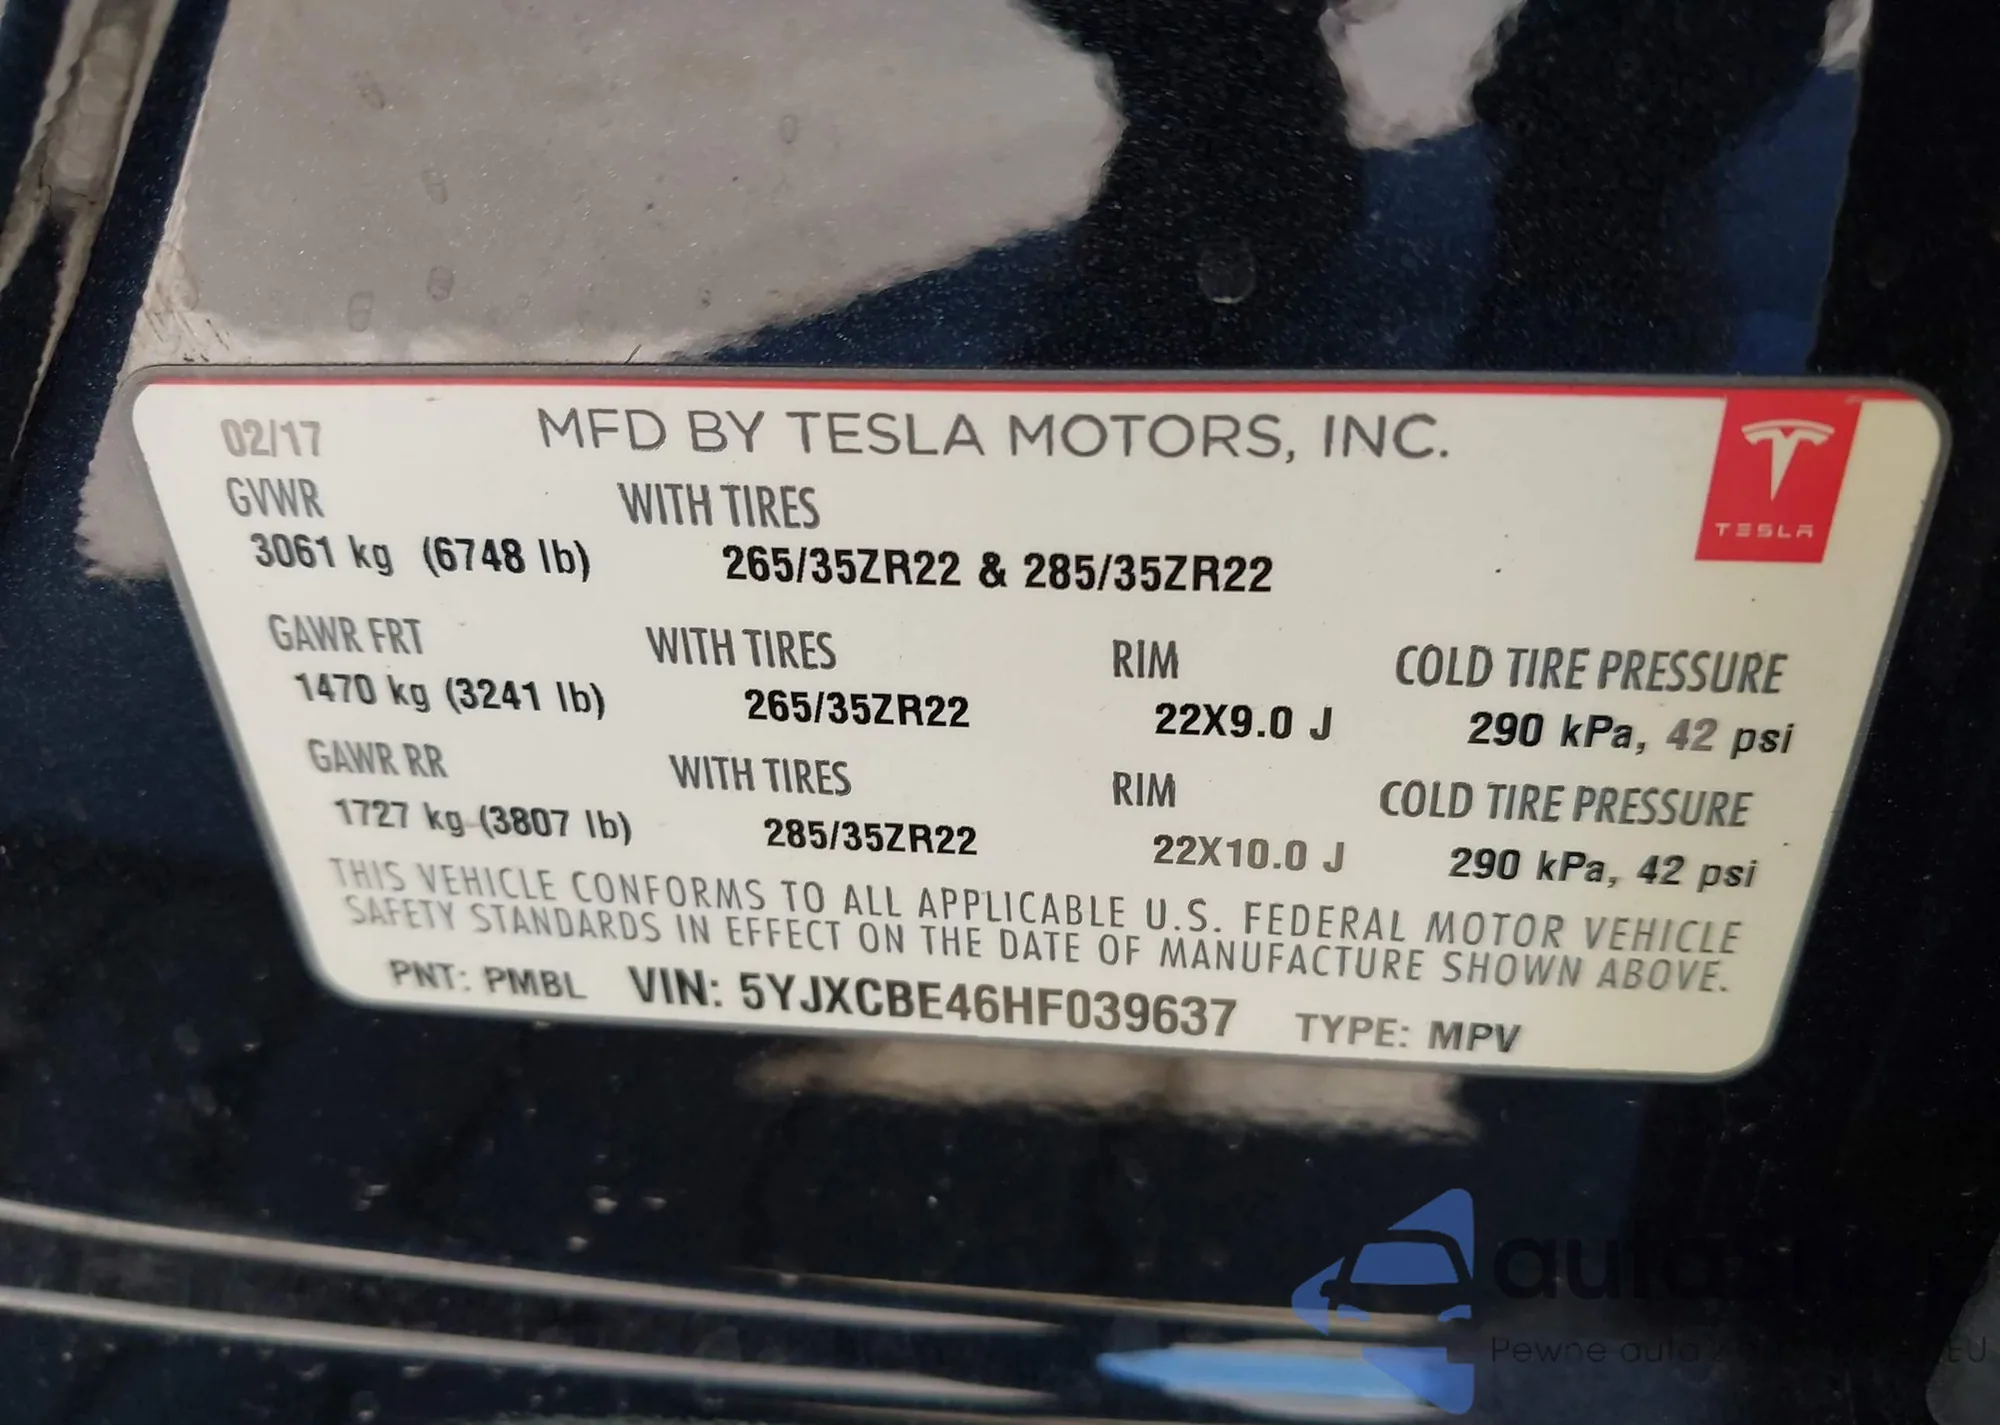 02/17 MFD BY TESLA MOTORS, INC.
TESLA
GVWR WITH TIRES
3061 kg (6748 lb) 265/35ZR22 & 285/35ZR22
GAWR FRT WITH TIRES RIM COLD TIRE PRESSURE
1470 kg (3241 lb) 265/35ZR22 22X9.0 J 290 kPa, 42 psi
GAWR RR WITH TIRES RIM COLD TIRE PRESSURE
1727 kg (3807 lb) 285/35ZR22 22X10.0 J 290 kPa, 42 psi
THIS VEHICLE CONFORMS TO ALL APPLICABLE U.S. FEDERAL MOTOR VEHICLE
SAFETY STANDARDS IN EFFECT ON THE DATE OF MANUFACTURE SHOWN ABOVE.
PNT: PMBL VIN: 5YJXCBE46HF039637 TYPE: MPV
Pewne auta